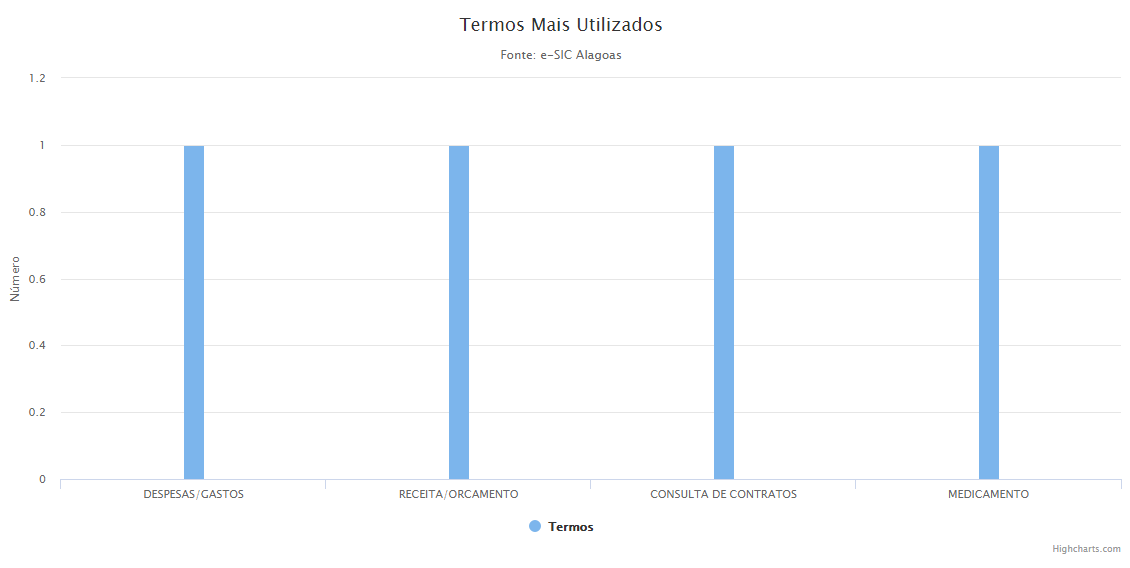 Termos Mais Utilizados
Fonte: e-SIC Alagoas
1.2
1
0.8
0.6
0.4
0.2
0
Número
DESPESAS/GASTOS
RECEITA/ORCAMENTO
CONSULTA DE CONTRATOS
MEDICAMENTO
Termos
Highcharts.com